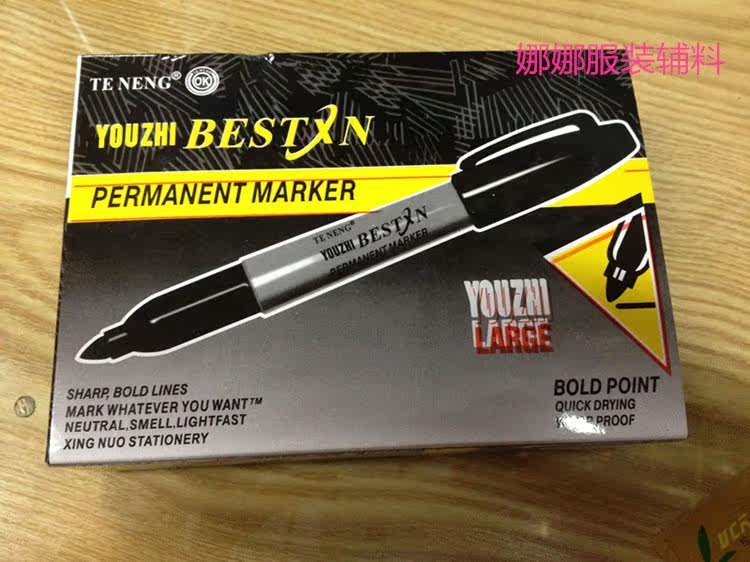 娜娜服装辅料
TE NENG® OK
YOUZHI BESTXN
PERMANENT MARKER
TE NENG®
YOUZHI BESTXN
PERMANENT MARKER
YOUZHI
LARGE
SHARP, BOLD LINES
MARK WHATEVER YOU WANT™
NEUTRAL,SMELL,LIGHTFAST
XING NUO STATIONERY
BOLD POINT
QUICK DRYING
PROOF